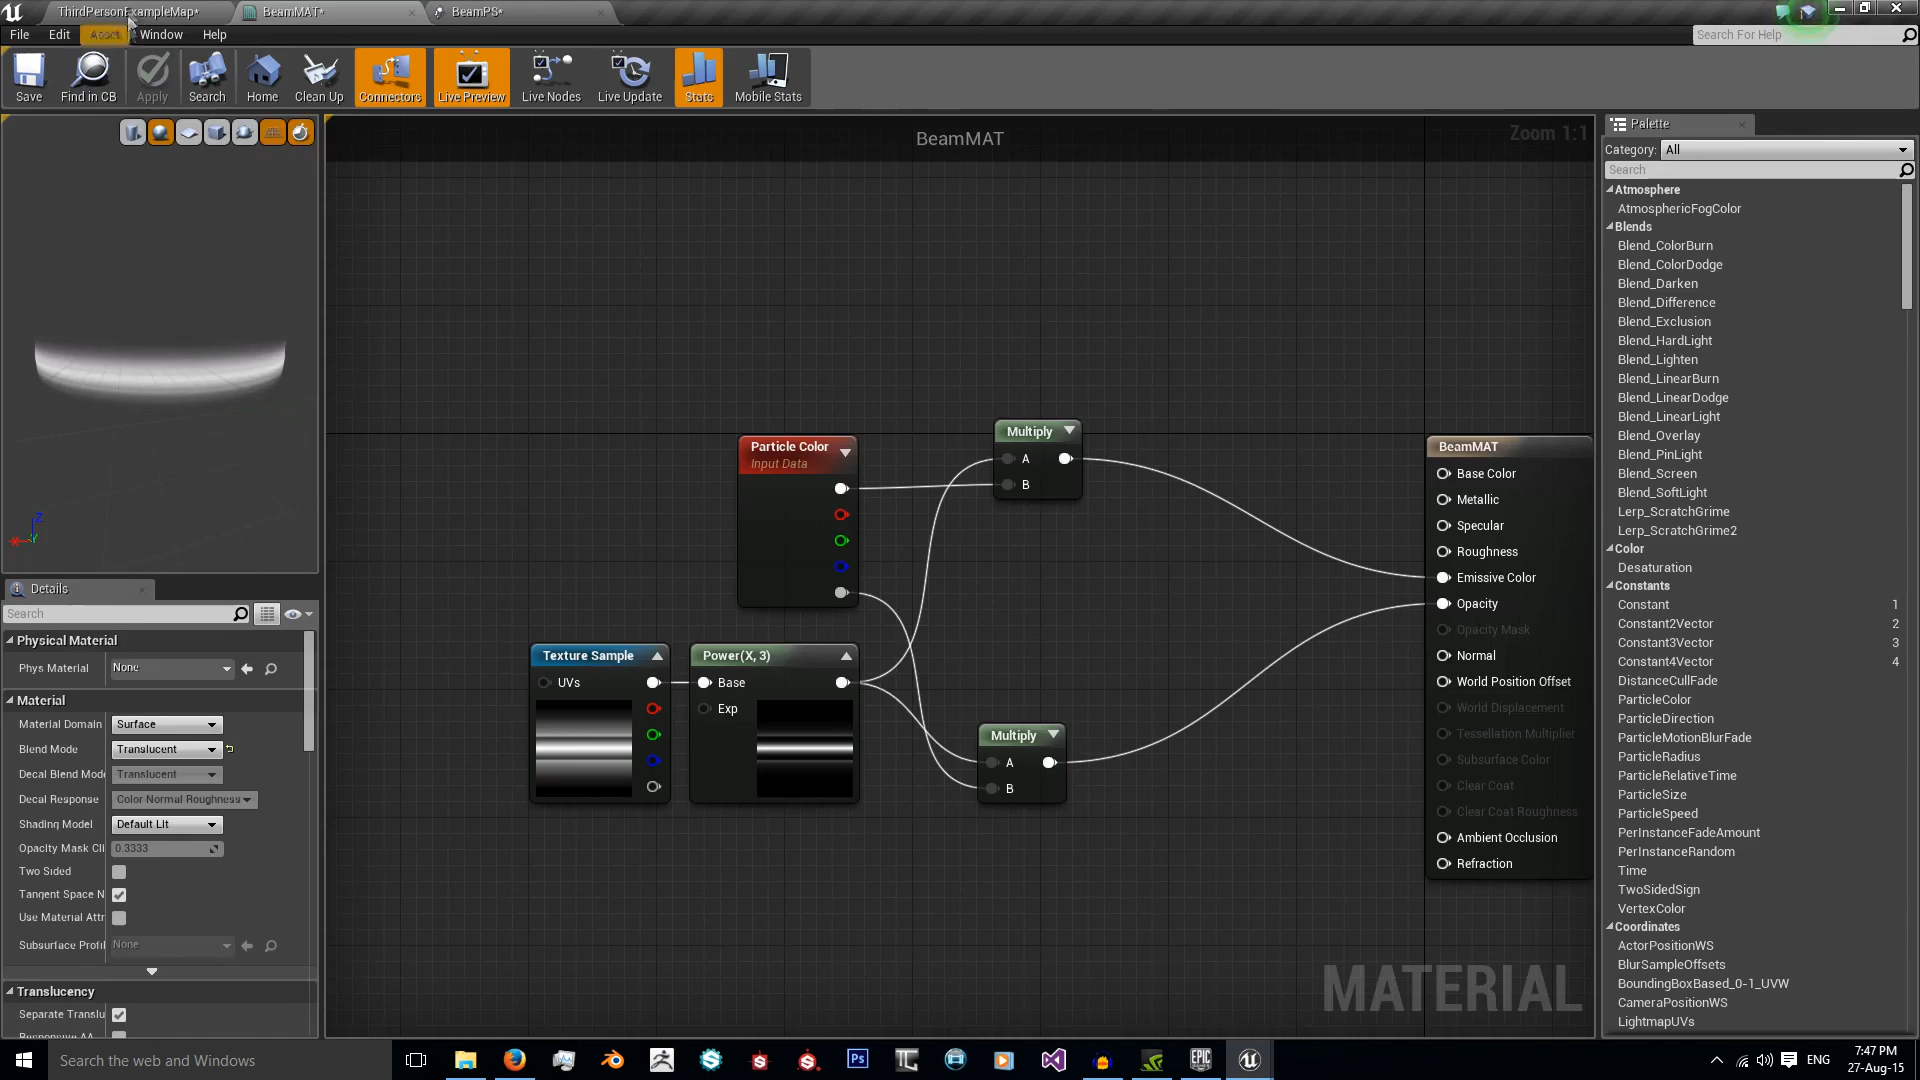 ThirdPersonExampleMap*
BeamMAT*
BeamPS*
File Edit Asset Window Help
Search For Help
Save
Find in CB
Apply
Search
Home
Clean Up
Connectors
Live Preview
Live Nodes
Live Update
Stats
Mobile Stats
BeamMAT
Zoom 1:1
Z
X
Y
Details
Search
Physical Material
Phys Material None
Material
Material Domain Surface
Blend Mode Translucent
Decal Blend Mode Translucent
Decal Response Color Normal Roughness
Shading Model Default Lit
Opacity Mask Cli 0.3333
Two Sided
Tangent Space N
Use Material Attr
Subsurface Profil None
Translucency
Separate Translu
Responsive AA
Particle Color
Input Data
Multiply
A
B
Texture Sample
UVs
Power(X, 3)
Base
Exp
Multiply
A
B
BeamMAT
Base Color
Metallic
Specular
Roughness
Emissive Color
Opacity
Opacity Mask
Normal
World Position Offset
World Displacement
Tessellation Multiplier
Subsurface Color
Clear Coat
Clear Coat Roughness
Ambient Occlusion
Refraction
MATERIAL
Palette
Category: All
Search
Atmosphere
AtmosphericFogColor
Blends
Blend_ColorBurn
Blend_ColorDodge
Blend_Darken
Blend_Difference
Blend_Exclusion
Blend_HardLight
Blend_Lighten
Blend_LinearBurn
Blend_LinearDodge
Blend_LinearLight
Blend_Overlay
Blend_PinLight
Blend_Screen
Blend_SoftLight
Lerp_ScratchGrime
Lerp_ScratchGrime2
Color
Desaturation
Constants
Constant 1
Constant2Vector 2
Constant3Vector 3
Constant4Vector 4
DistanceCullFade
ParticleColor
ParticleDirection
ParticleMotionBlurFade
ParticleRadius
ParticleRelativeTime
ParticleSize
ParticleSpeed
PerInstanceFadeAmount
PerInstanceRandom
Time
TwoSidedSign
VertexColor
Coordinates
ActorPositionWS
BlurSampleOffsets
BoundingBoxBased_0-1_UVW
CameraPositionWS
LightmapUVs
Search the web and Windows
Ps
EPIC
GAMES
ENG
7:47 PM
27-Aug-15